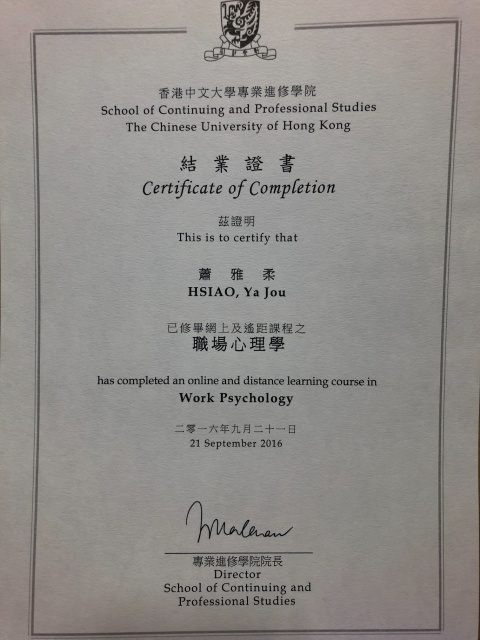 香港中文大學專業進修學院
School of Continuing and Professional Studies
The Chinese University of Hong Kong
結業證書
Certificate of Completion
茲證明
This is to certify that
蕭雅柔
HSIAO, Ya Jou
已修畢網上及遙距課程之
職場心理學
has completed an online and distance learning course in
Work Psychology
二零一六年九月二十一日
21 September 2016
專業進修學院院長
Director
School of Continuing and
Professional Studies